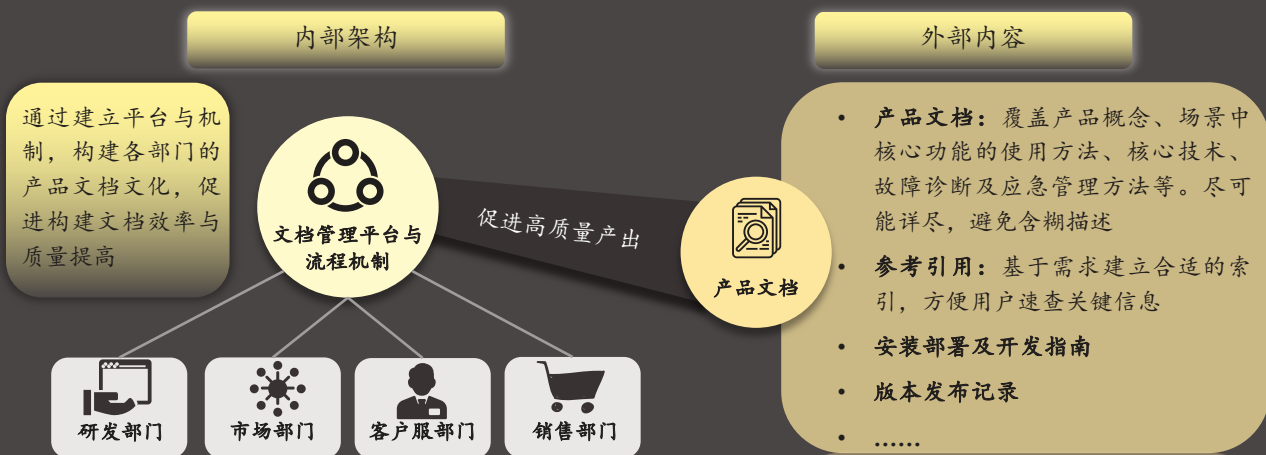 内部架构
通过建立平台与机
制，构建各部门的
产品文档文化，促
进构建文档效率与
质量提高
文档管理平台与
流程机制
研发部门
市场部门
客户服部门
销售部门
促进高质量产出
产品文档
外部内容
• 产品文档：覆盖产品概念、场景中
核心功能的使用方法、核心技术、
故障诊断及应急管理方法等。尽可
能详尽，避免含糊描述
• 参考引用：基于需求建立合适的索
引，方便用户速查关键信息
• 安装部署及开发指南
• 版本发布记录
• ......